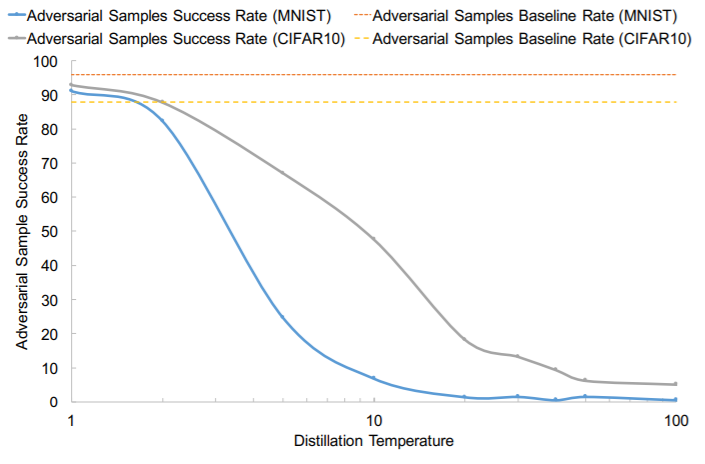 Adversarial Samples Success Rate (MNIST)
Adversarial Samples Baseline Rate (MNIST)
Adversarial Samples Success Rate (CIFAR10)
Adversarial Samples Baseline Rate (CIFAR10)
Adversarial Sample Success Rate
100
90
80
70
60
50
40
30
20
10
0
1
10
100
Distillation Temperature